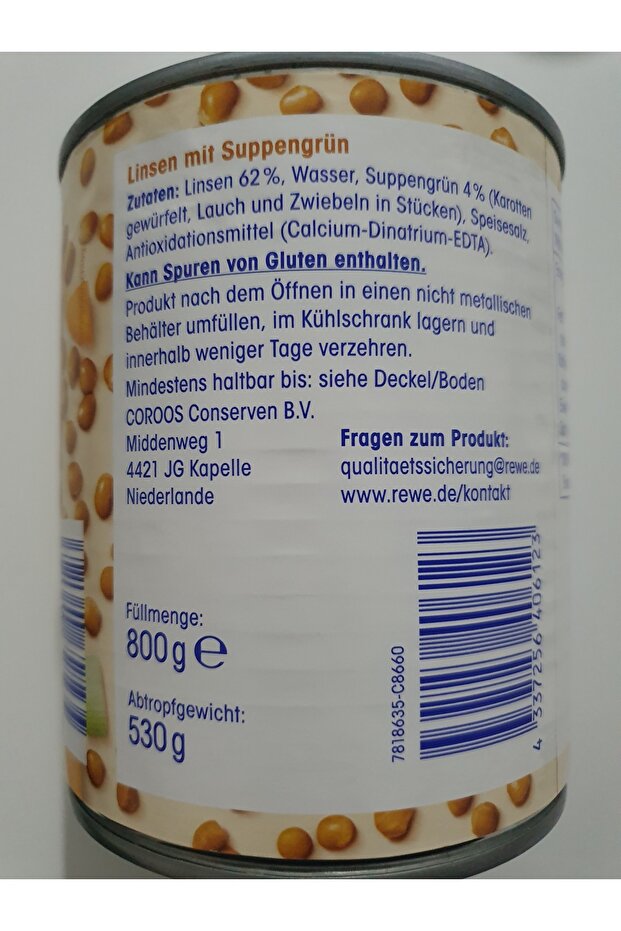 Linsen mit Suppengrün
Zutaten: Linsen 62%, Wasser, Suppengrün 4% (Karotten
gewürfelt, Lauch und Zwiebeln in Stücken), Speisesalz,
Antioxidationsmittel (Calcium-Dinatrium-EDTA).
Kann Spuren von Gluten enthalten.
Produkt nach dem Öffnen in einen nicht metallischen
Behälter umfüllen, im Kühlschrank lagern und
innerhalb weniger Tage verzehren.
Mindestens haltbar bis: siehe Deckel/Boden
COROOS Conserven B.V.
Middenweg 1
4421 JG Kapelle
Niederlande
Fragen zum Produkt:
qualitaetssicherung@rewe.de
www.rewe.de/kontakt
Füllmenge:
800g e
Abtropfgewicht:
530g
7818635-C8660
4 337256 406123